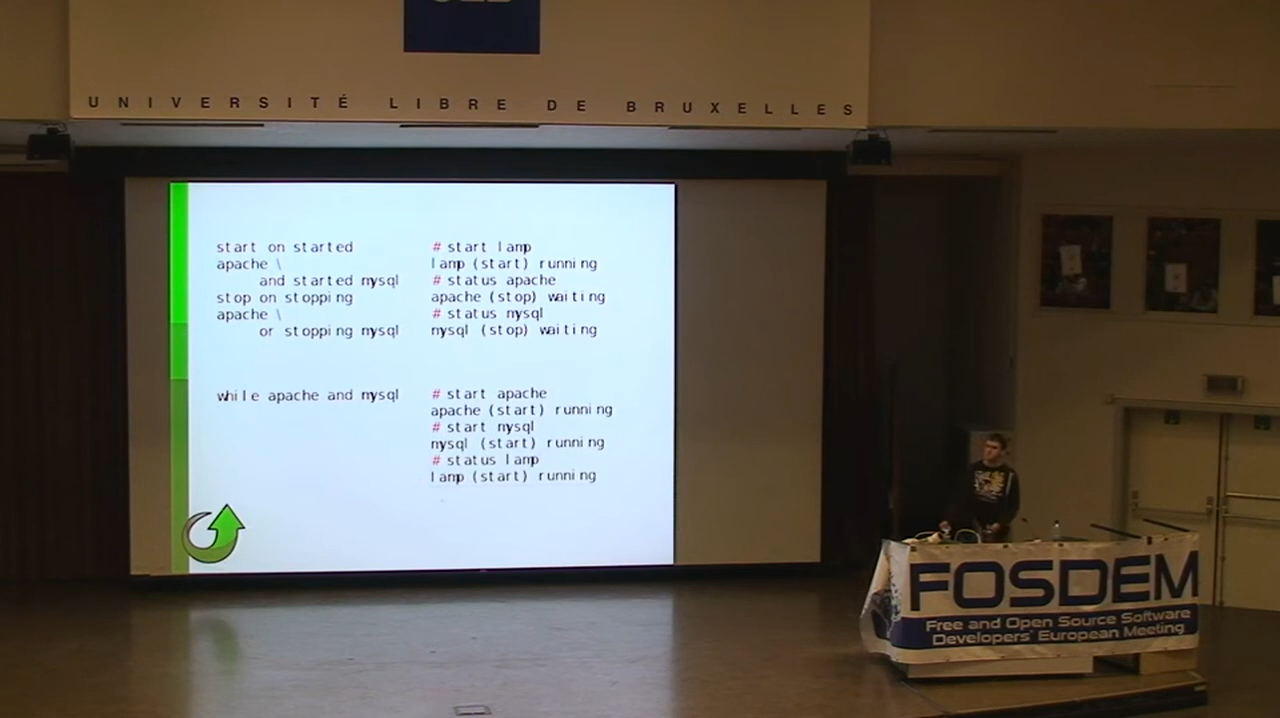 UNIVERSITÉ LIBRE DE BRUXELLES
start on started
apache \
and started mysql
stop on stopping
apache \
or stopping mysql
while apache and mysql
# start lamp
lamp (start) running
# status apache
apache (stop) waiting
# status mysql
mysql (stop) waiting
# start apache
apache (start) running
# start mysql
mysql (start) running
# status lamp
lamp (start) running
FOSDEM
Free and Open Source Software
Developers' European Meeting